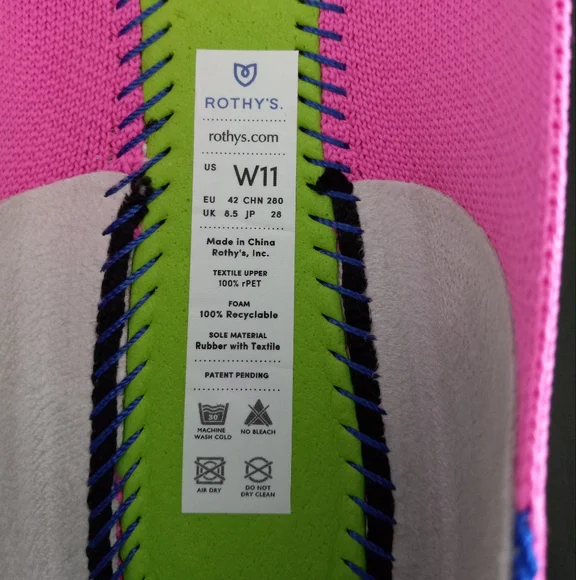 ROTHY'S.
rothys.com
US W11
EU 42 CHN 280
UK 8.5 JP 28
Made in China
Rothy's, Inc.
TEXTILE UPPER
100% rPET
FOAM
100% Recyclable
SOLE MATERIAL
Rubber with Textile
PATENT PENDING
30
MACHINE WASH COLD
NO BLEACH
AIR DRY
DO NOT DRY CLEAN